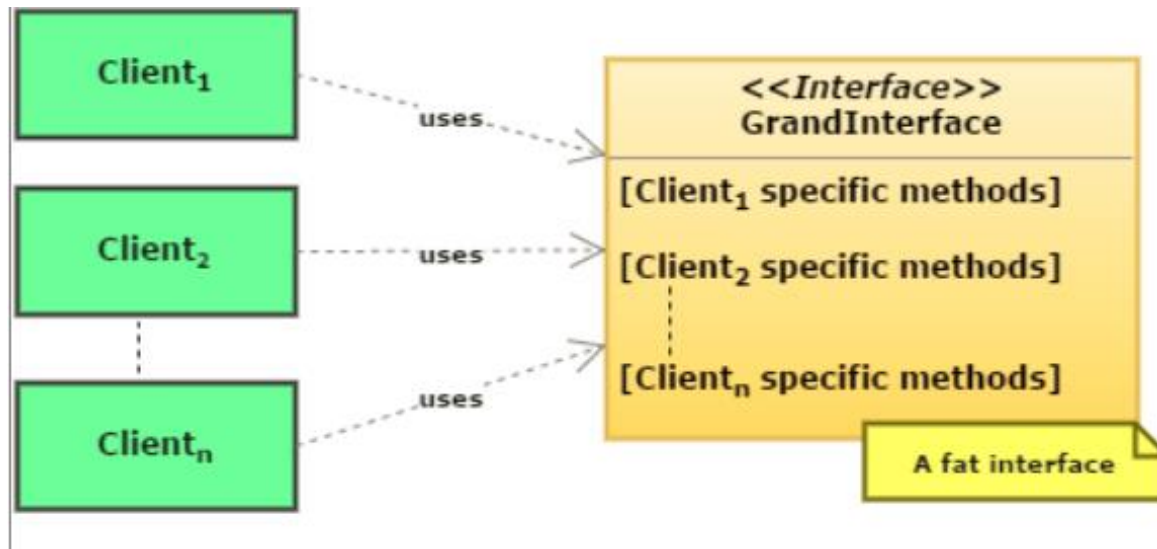 Client₁
uses
<<Interface>>
GrandInterface
[Client₁ specific methods]
Client₂
uses
[Client₂ specific methods]
Clientₙ
uses
[Clientₙ specific methods]
A fat interface